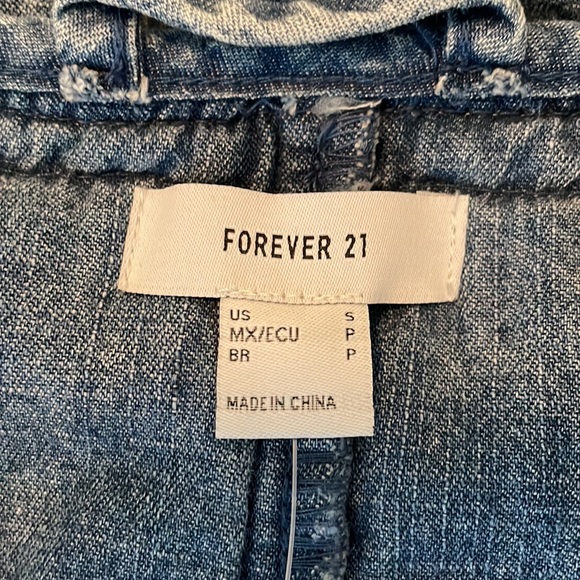 FOREVER 21
US S
MX/ECU P
BR P
MADE IN CHINA